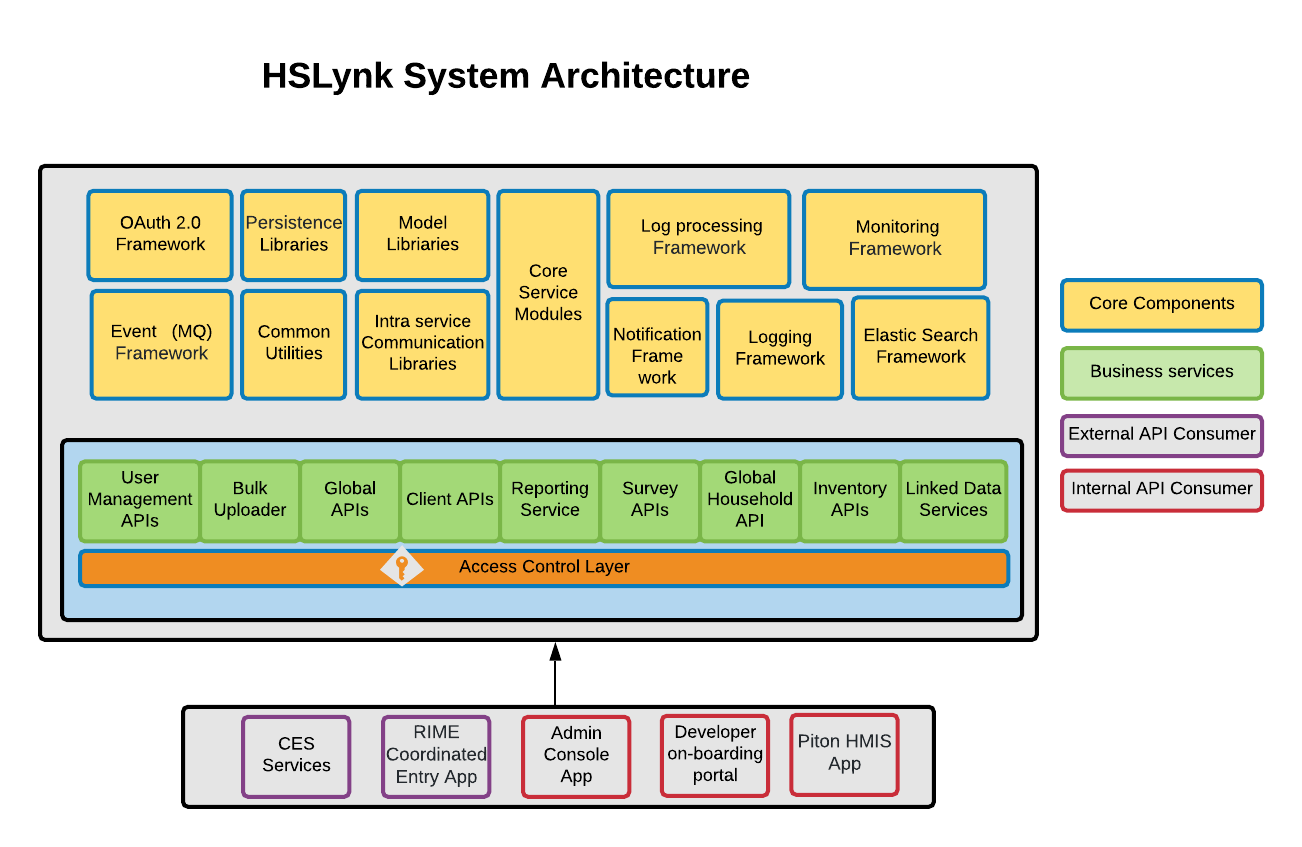 HSLynk System Architecture
OAuth 2.0
Framework
Persistence
Libraries
Model
Libriaries
Core
Service
Modules
Log processing
Framework
Monitoring
Framework
Event (MQ)
Framework
Common
Utilities
Intra service
Communication
Libraries
Notification
Frame
work
Logging
Framework
Elastic Search
Framework
Core Components
Business services
External API Consumer
Internal API Consumer
User
Management
APIs
Bulk
Uploader
Global
APIs
Client APIs
Reporting
Service
Survey
APIs
Global
Household
API
Inventory
APIs
Linked Data
Services
Access Control Layer
CES
Services
RIME
Coordinated
Entry App
Admin
Console
App
Developer
on-boarding
portal
Piton HMIS
App